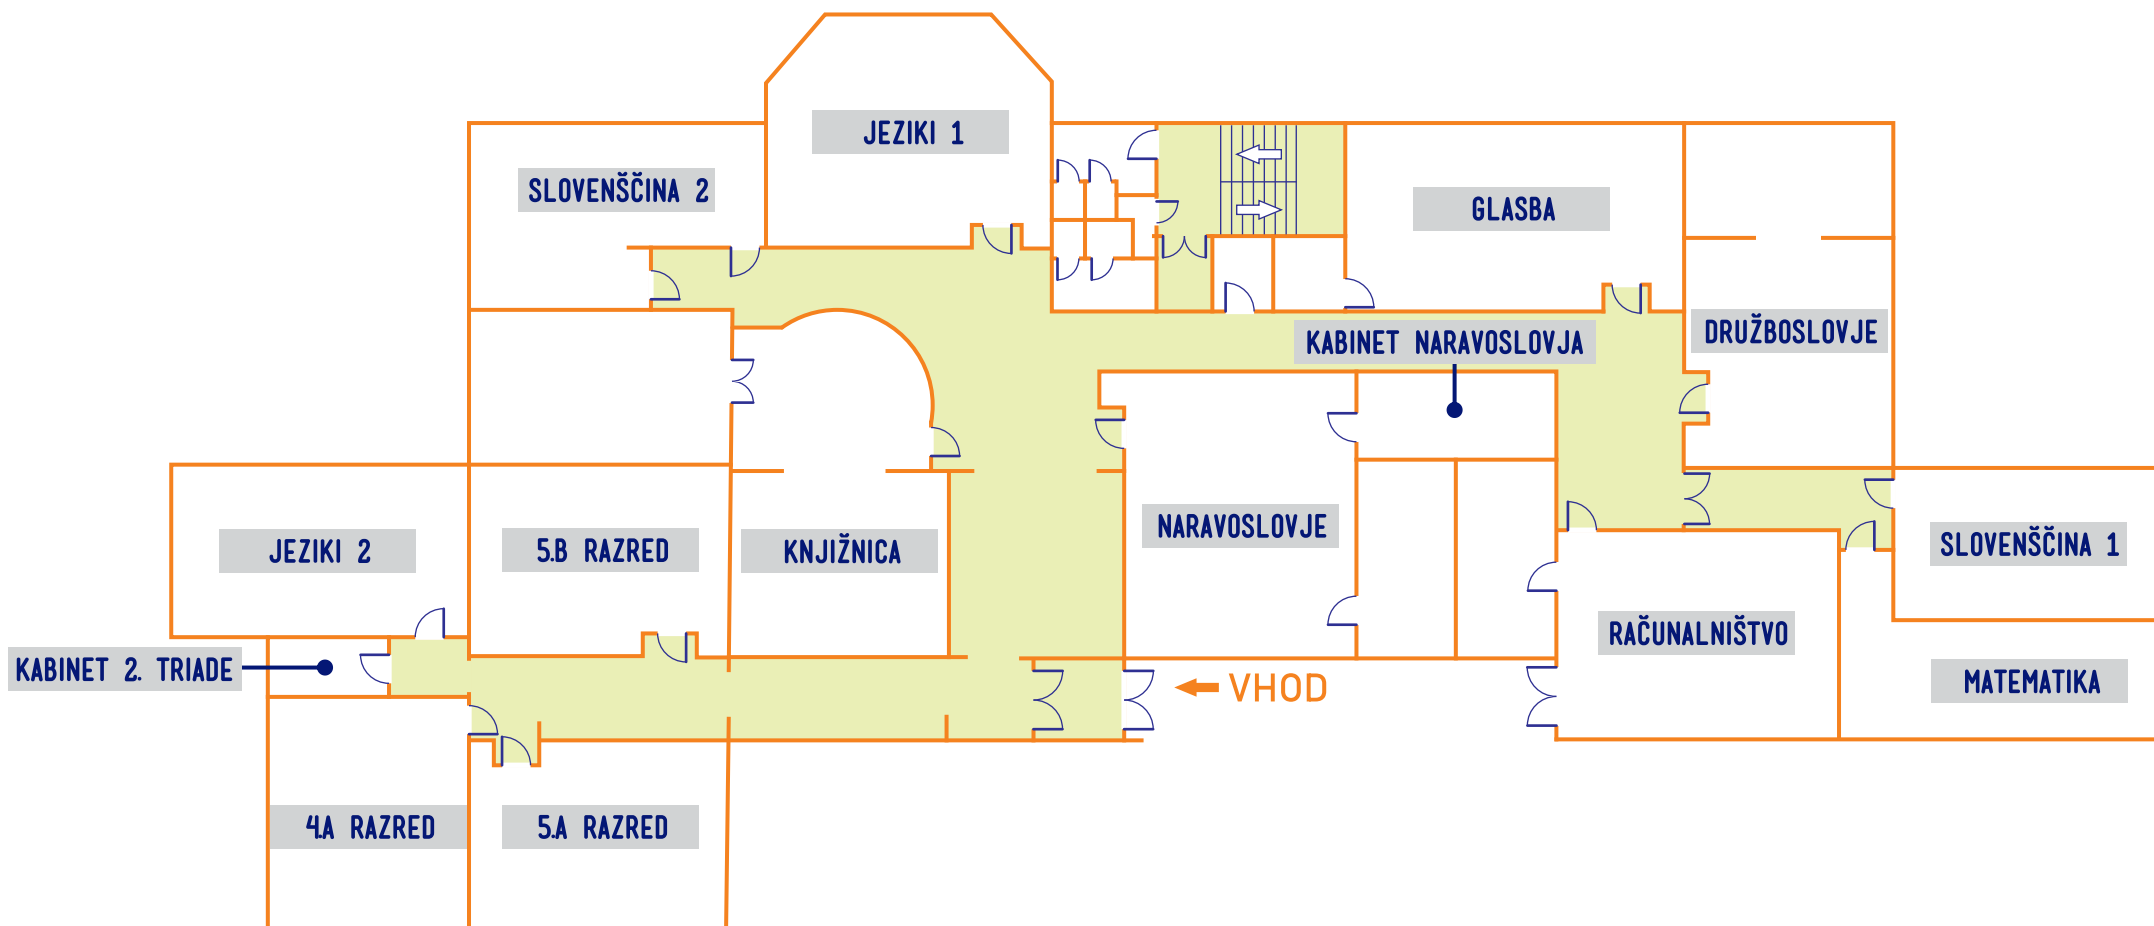 JEZIKI 1
SLOVENŠČINA 2
GLASBA
DRUŽBOSLOVJE
KABINET NARAVOSLOVJA
JEZIKI 2
5.B RAZRED
KNJIŽNICA
NARAVOSLOVJE
SLOVENŠČINA 1
RAČUNALNIŠTVO
KABINET 2. TRIADE
VHOD
MATEMATIKA
4.A RAZRED
5.A RAZRED